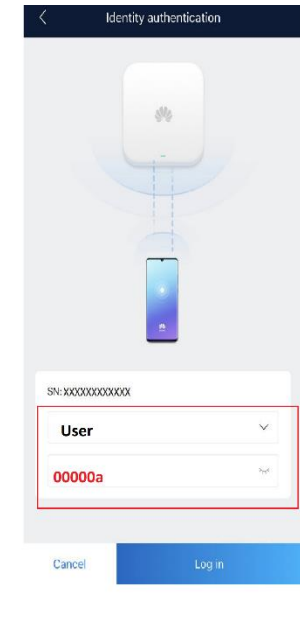 Identity authentication
SN: XXXXXXXXXXXX
User
00000a
Cancel Log in